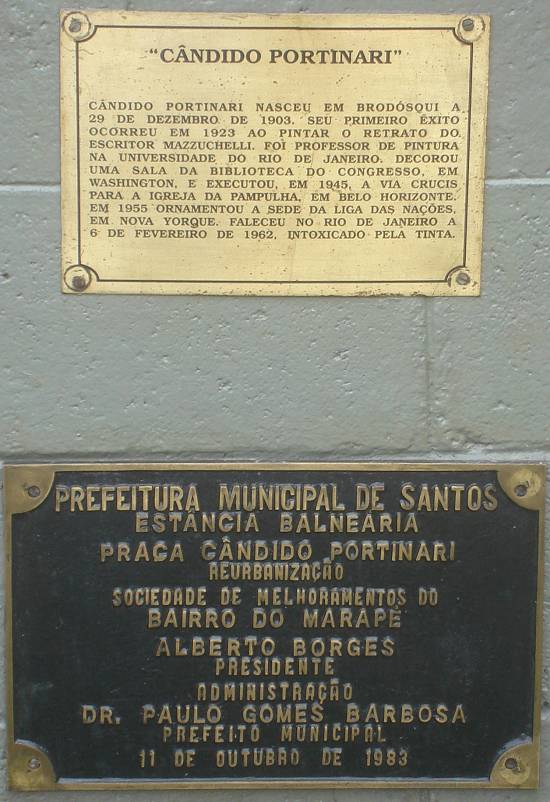 “CÂNDIDO PORTINARI”
CÂNDIDO PORTINARI NASCEU EM BRODÓSQUI A
29 DE DEZEMBRO DE 1903. SEU PRIMEIRO ÊXITO
OCORREU EM 1923 AO PINTAR O RETRATO DO
ESCRITOR MAZZUCHELLI. FOI PROFESSOR DE PINTURA
NA UNIVERSIDADE DO RIO DE JANEIRO. DECOROU
UMA SALA DA BIBLIOTECA DO CONGRESSO, EM
WASHINGTON, E EXECUTOU, EM 1945, A VIA CRUCIS
PARA A IGREJA DA PAMPULHA, EM BELO HORIZONTE.
EM 1955 ORNAMENTOU A SEDE DA LIGA DAS NAÇÕES,
EM NOVA YORQUE. FALECEU NO RIO DE JANEIRO A
6 DE FEVEREIRO DE 1962, INTOXICADO PELA TINTA.
PREFEITURA MUNICIPAL DE SANTOS
ESTÂNCIA BALNEÁRIA
PRAÇA CÂNDIDO PORTINARI
REURBANIZAÇÃO
SOCIEDADE DE MELHORAMENTOS DO
BAIRRO DO MARAPÉ
ALBERTO BORGES
PRESIDENTE
ADMINISTRAÇÃO
DR. PAULO GOMES BARBOSA
PREFEITO MUNICIPAL
11 DE OUTUBRO DE 1983